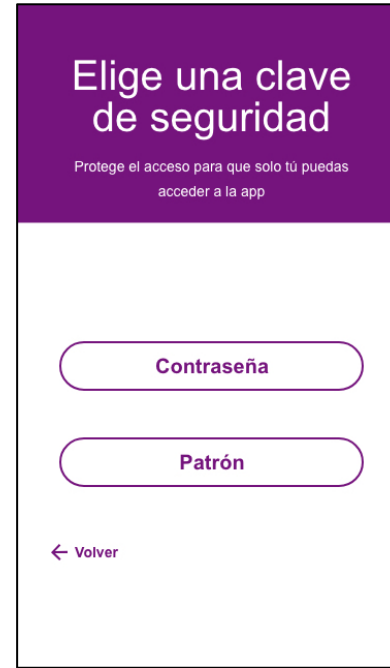 Elige una clave
de seguridad
Protege el acceso para que solo tú puedas
acceder a la app
Contraseña
Patrón
Volver